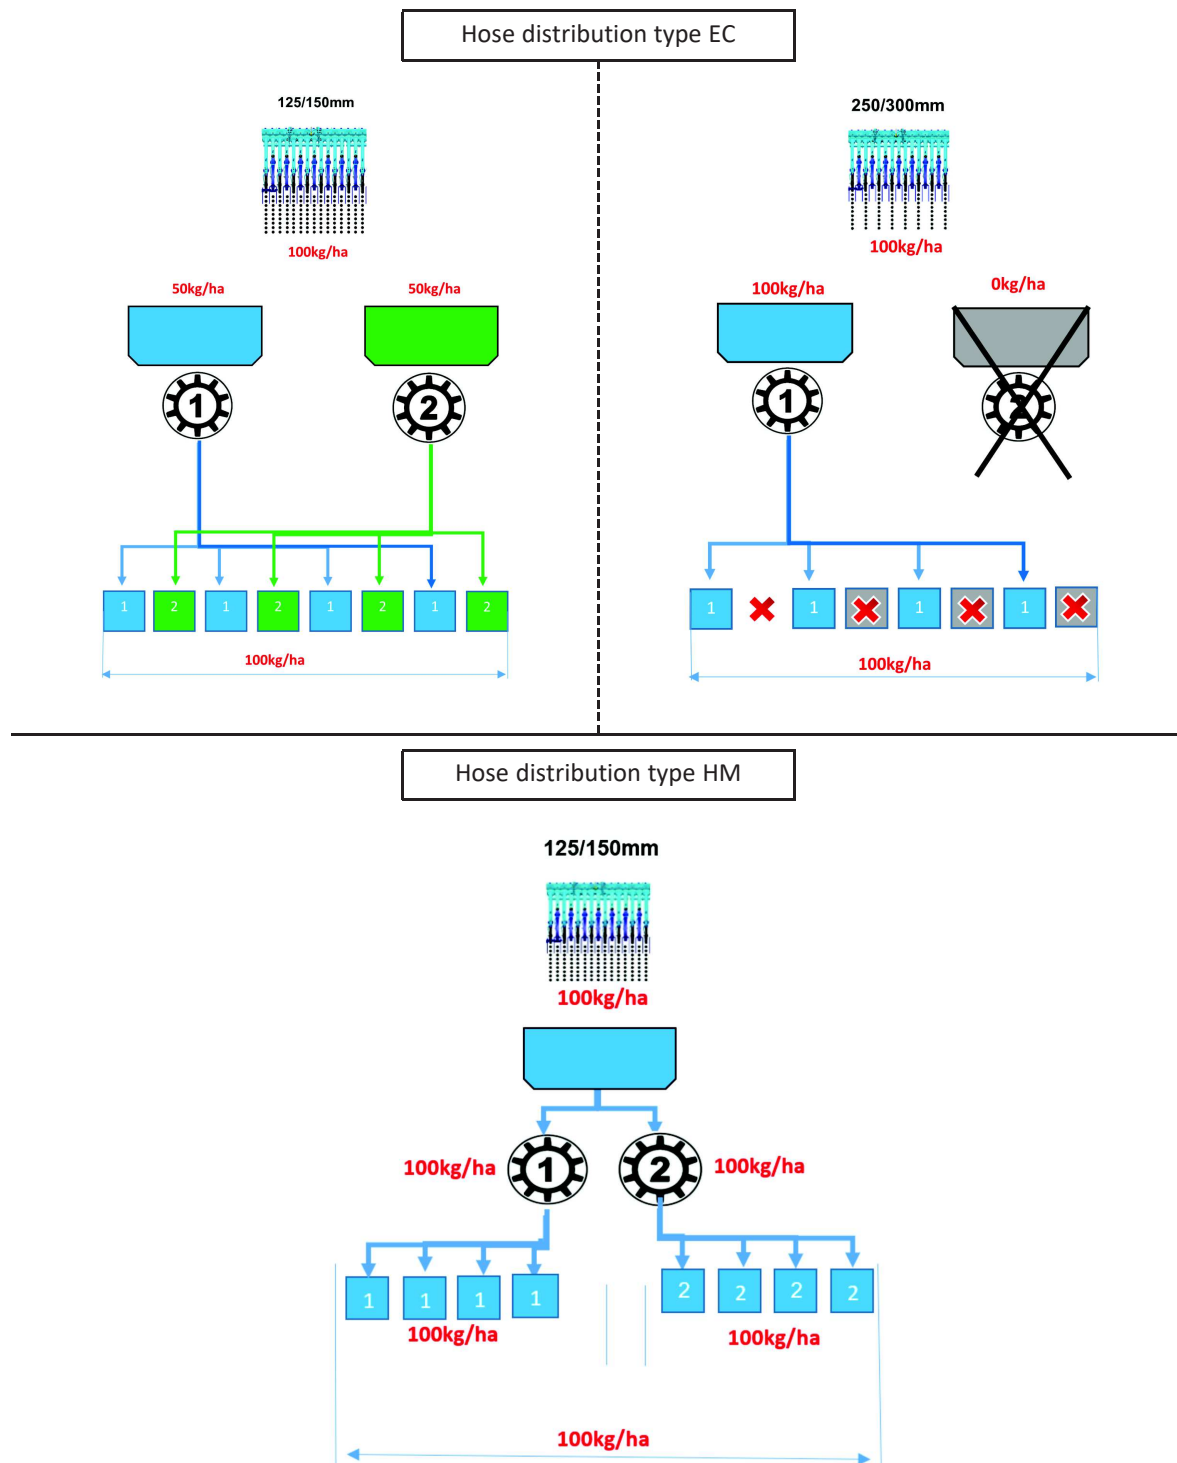 Hose distribution type EC
125/150mm
100kg/ha
50kg/ha
50kg/ha
1
2
1 2 1 2 1 2 1 2
100kg/ha
250/300mm
100kg/ha
100kg/ha
0kg/ha
1
2
1 1 1 1
100kg/ha
Hose distribution type HM
125/150mm
100kg/ha
100kg/ha 1 2 100kg/ha
1 1 1 1 2 2 2 2
100kg/ha 100kg/ha
100kg/ha